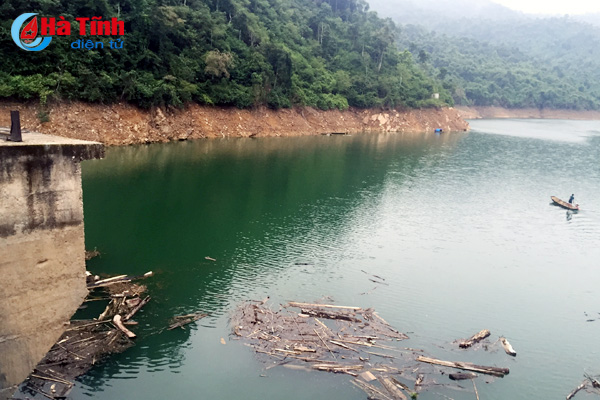 Hà Tĩnh
điện tử